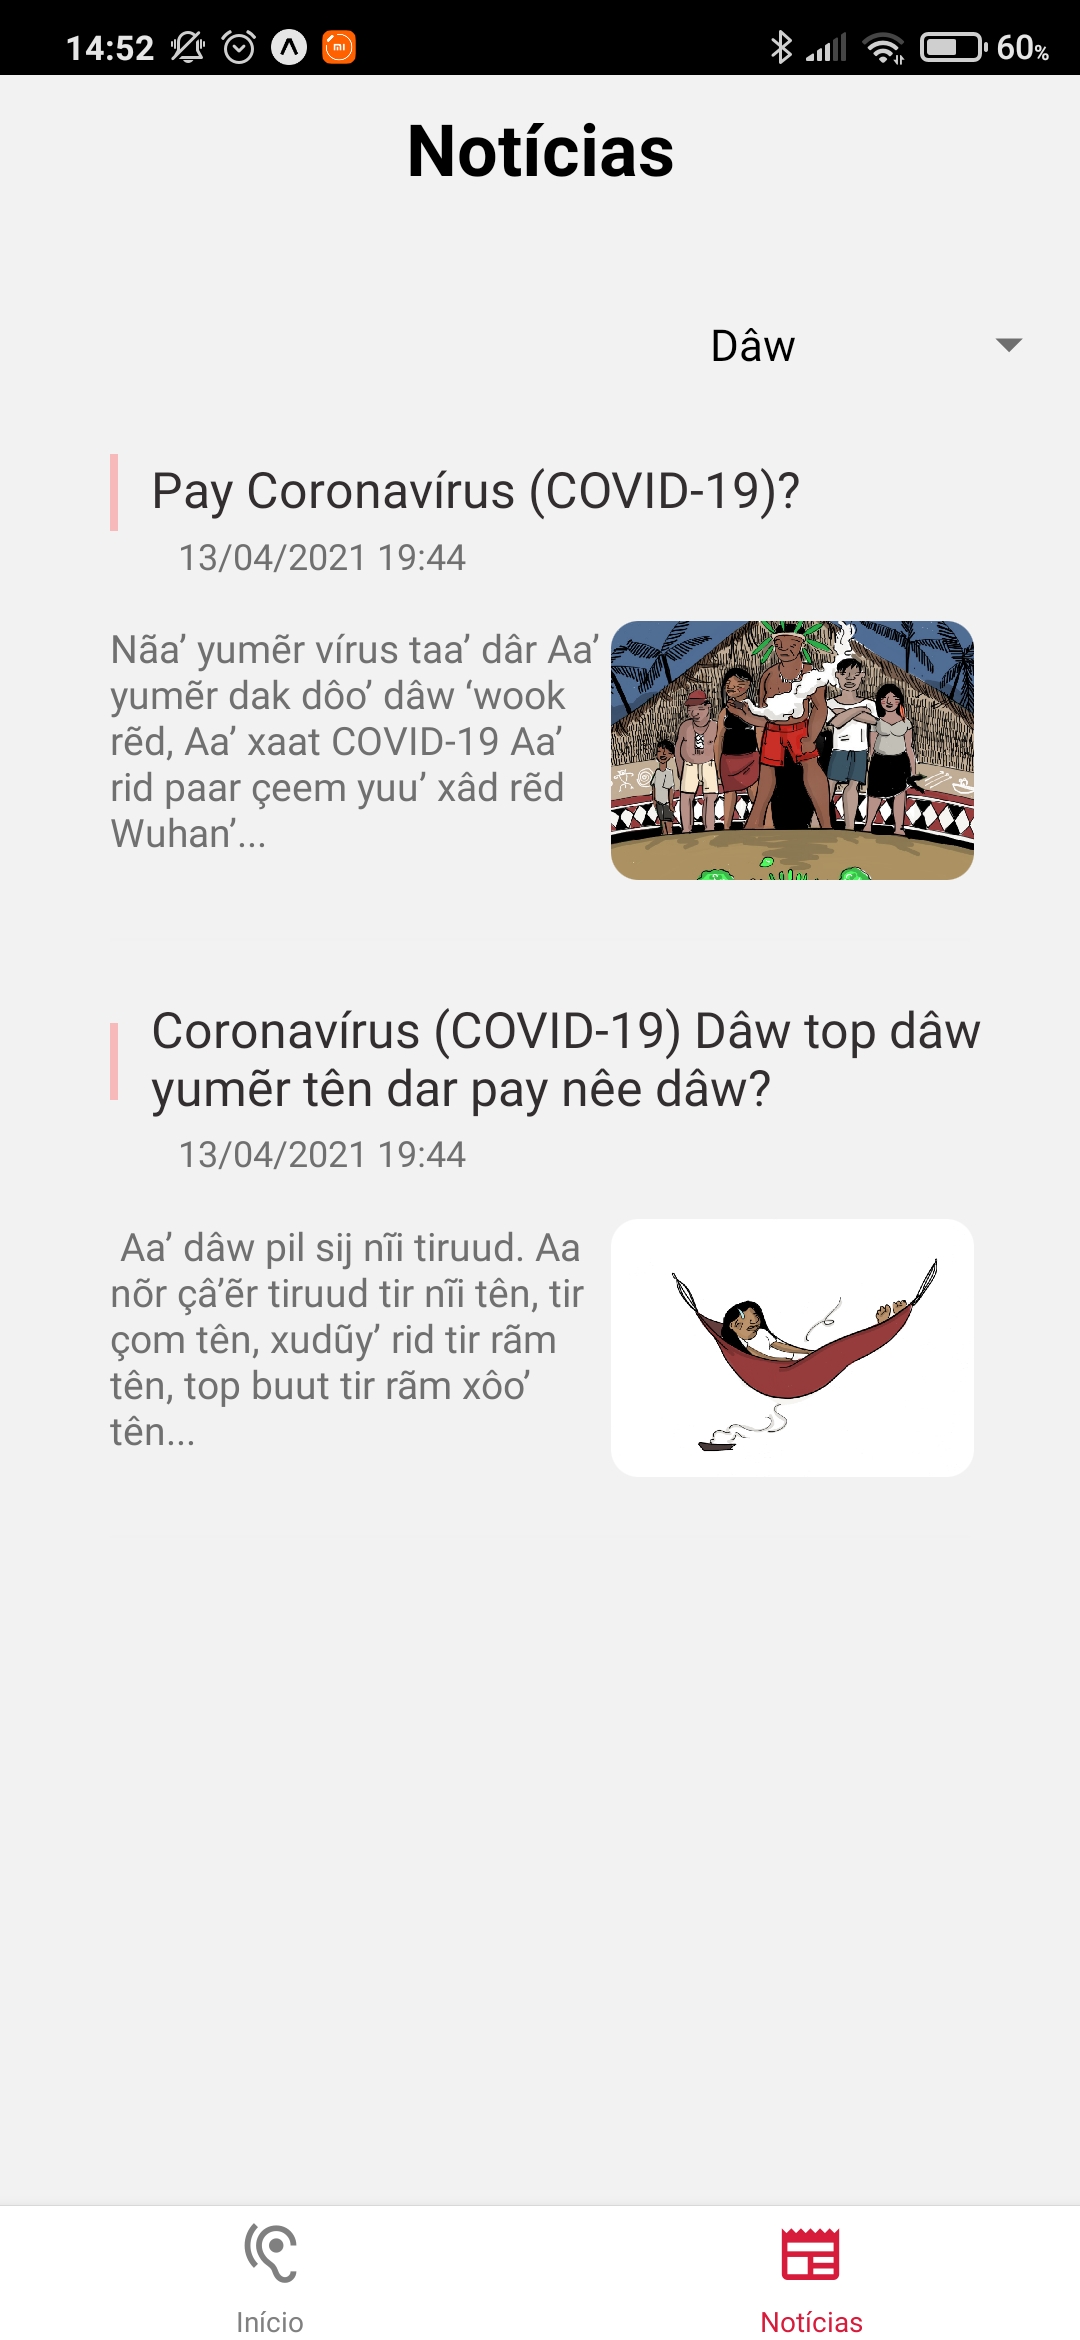 14:52
60%
Notícias
Dâw
Pay Coronavírus (COVID-19)?
13/04/2021 19:44
Nãa’ yumẽr vírus taa’ dâr Aa’
yumẽr dak dôo’ dâw ‘wook
rẽd, Aa’ xaat COVID-19 Aa’
rid paar çeem yuu’ xâd rẽd
Wuhan’...
Coronavírus (COVID-19) Dâw top dâw
yumẽr tên dar pay nêe dâw?
13/04/2021 19:44
Aa’ dâw pil sij nĩi tiruud. Aa
nõr çâ’ẽr tiruud tir nĩi tên, tir
çom tên, xudũy’ rid tir rãm
tên, top buut tir rãm xôo’
tên...
Início
Notícias